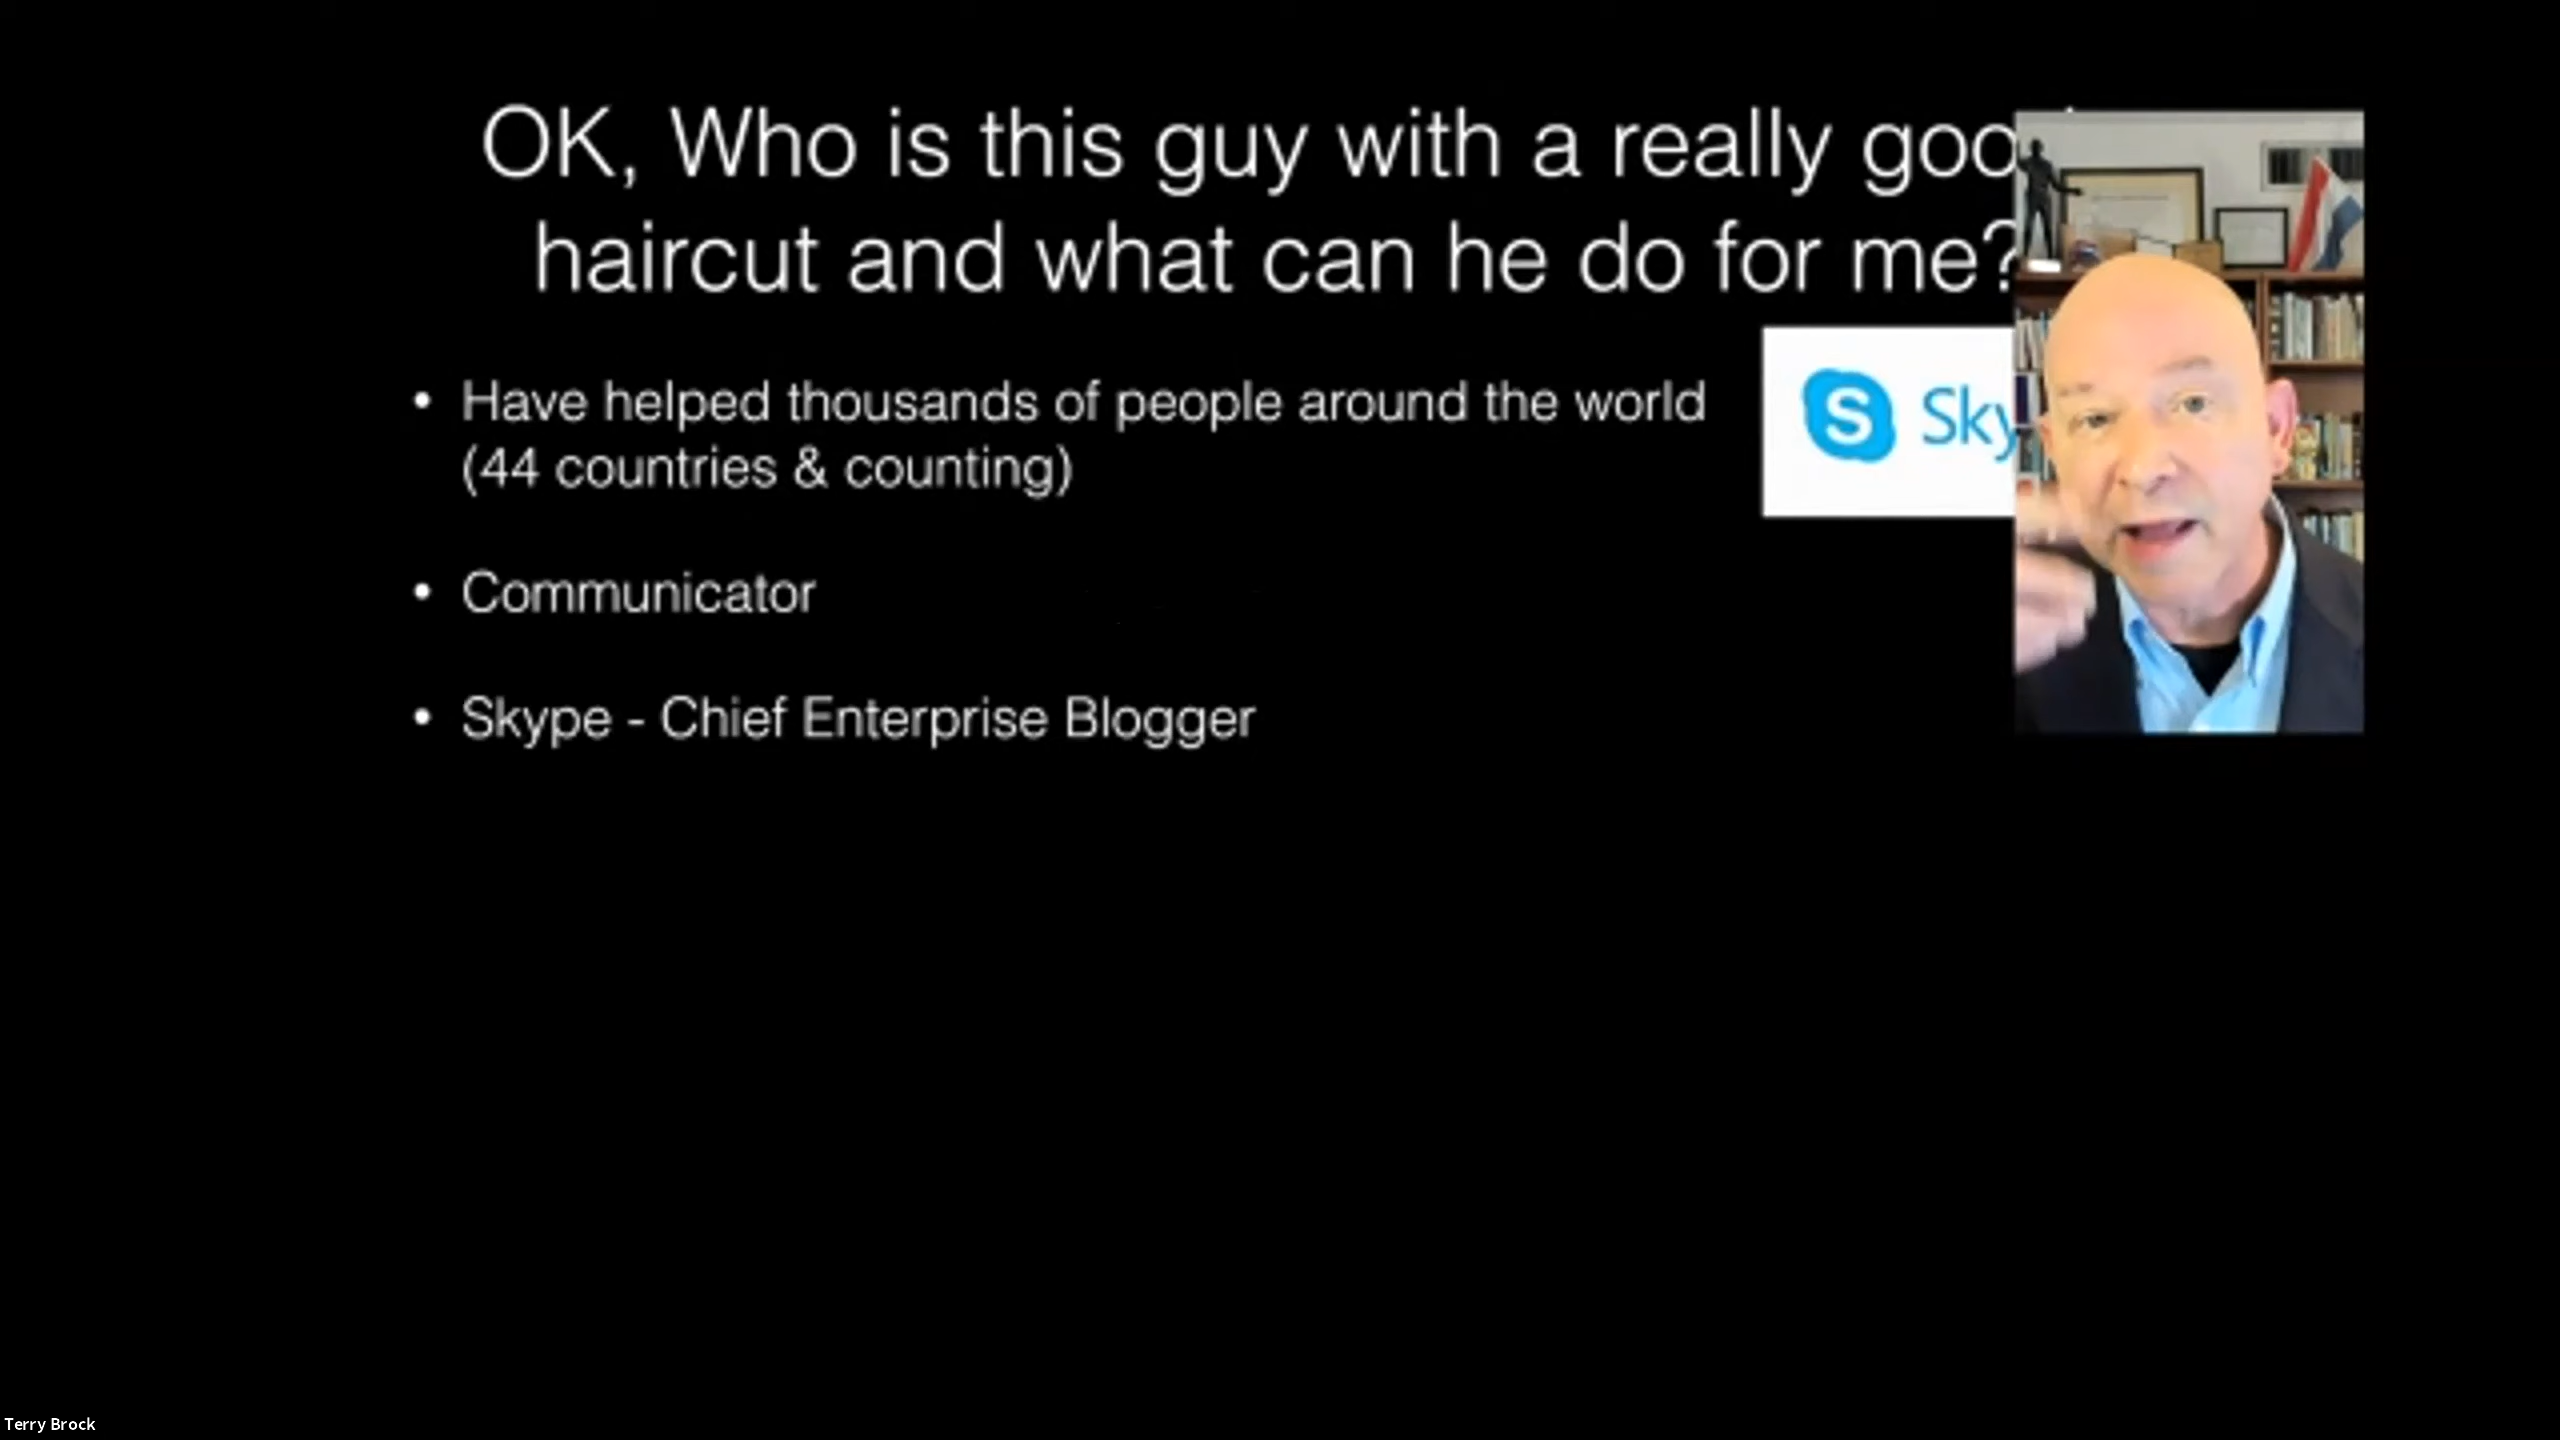 OK, Who is this guy with a really goo
haircut and what can he do for me?
• Have helped thousands of people around the world
(44 countries & counting)
• Communicator
• Skype - Chief Enterprise Blogger
S Sky
Terry Brock